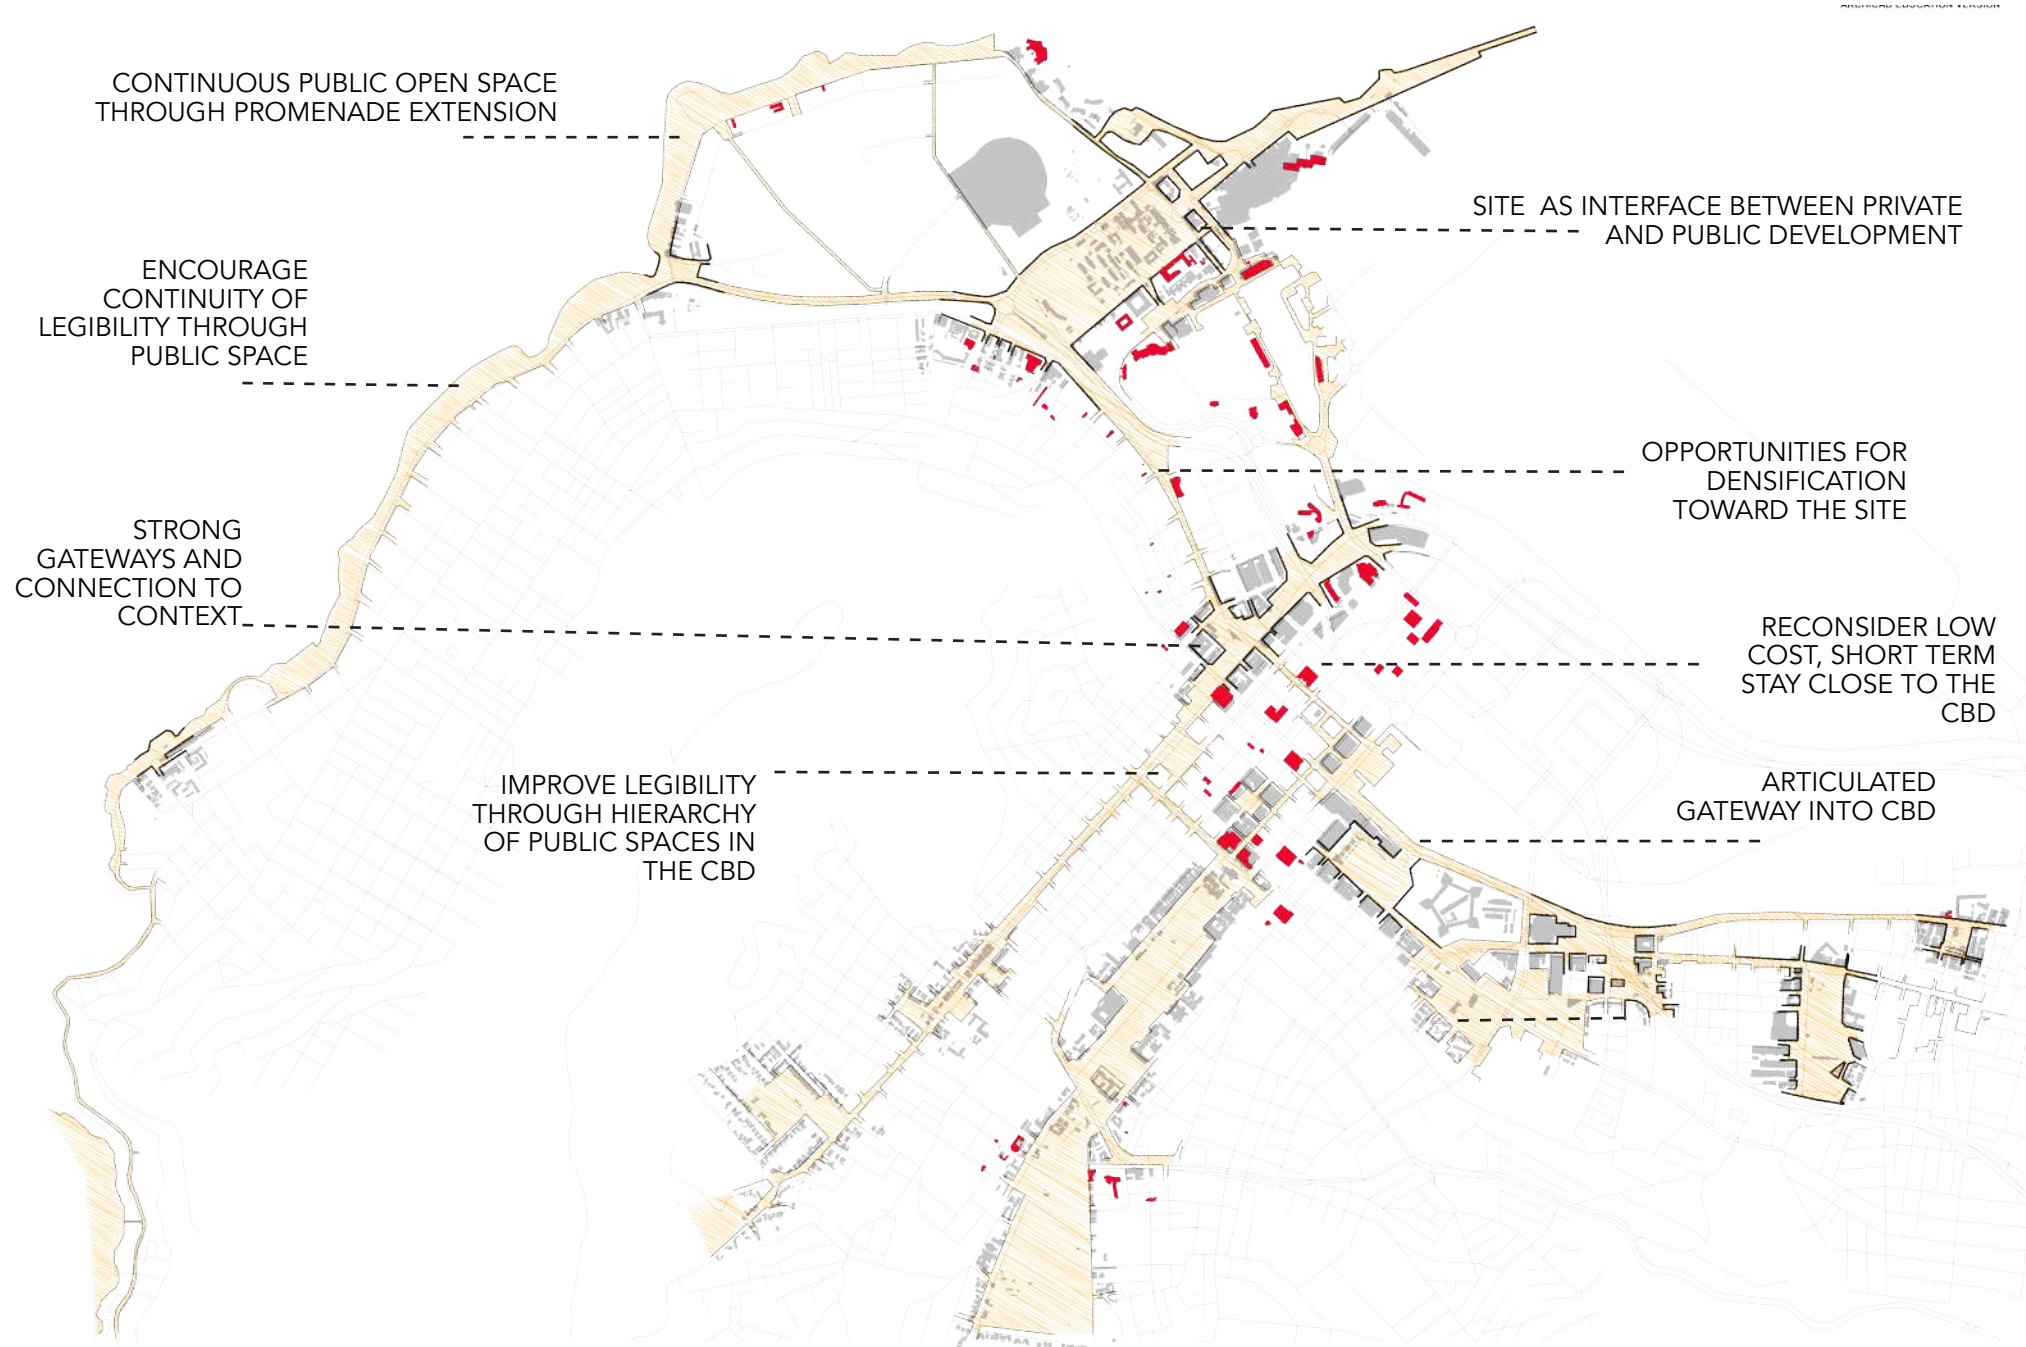 ARCHICAD EDUCATION VERSION
CONTINUOUS PUBLIC OPEN SPACE
THROUGH PROMENADE EXTENSION
SITE AS INTERFACE BETWEEN PRIVATE
AND PUBLIC DEVELOPMENT
ENCOURAGE
CONTINUITY OF
LEGIBILITY THROUGH
PUBLIC SPACE
OPPORTUNITIES FOR
DENSIFICATION
TOWARD THE SITE
STRONG
GATEWAYS AND
CONNECTION TO
CONTEXT
RECONSIDER LOW
COST, SHORT TERM
STAY CLOSE TO THE
CBD
IMPROVE LEGIBILITY
THROUGH HIERARCHY
OF PUBLIC SPACES IN
THE CBD
ARTICULATED
GATEWAY INTO CBD